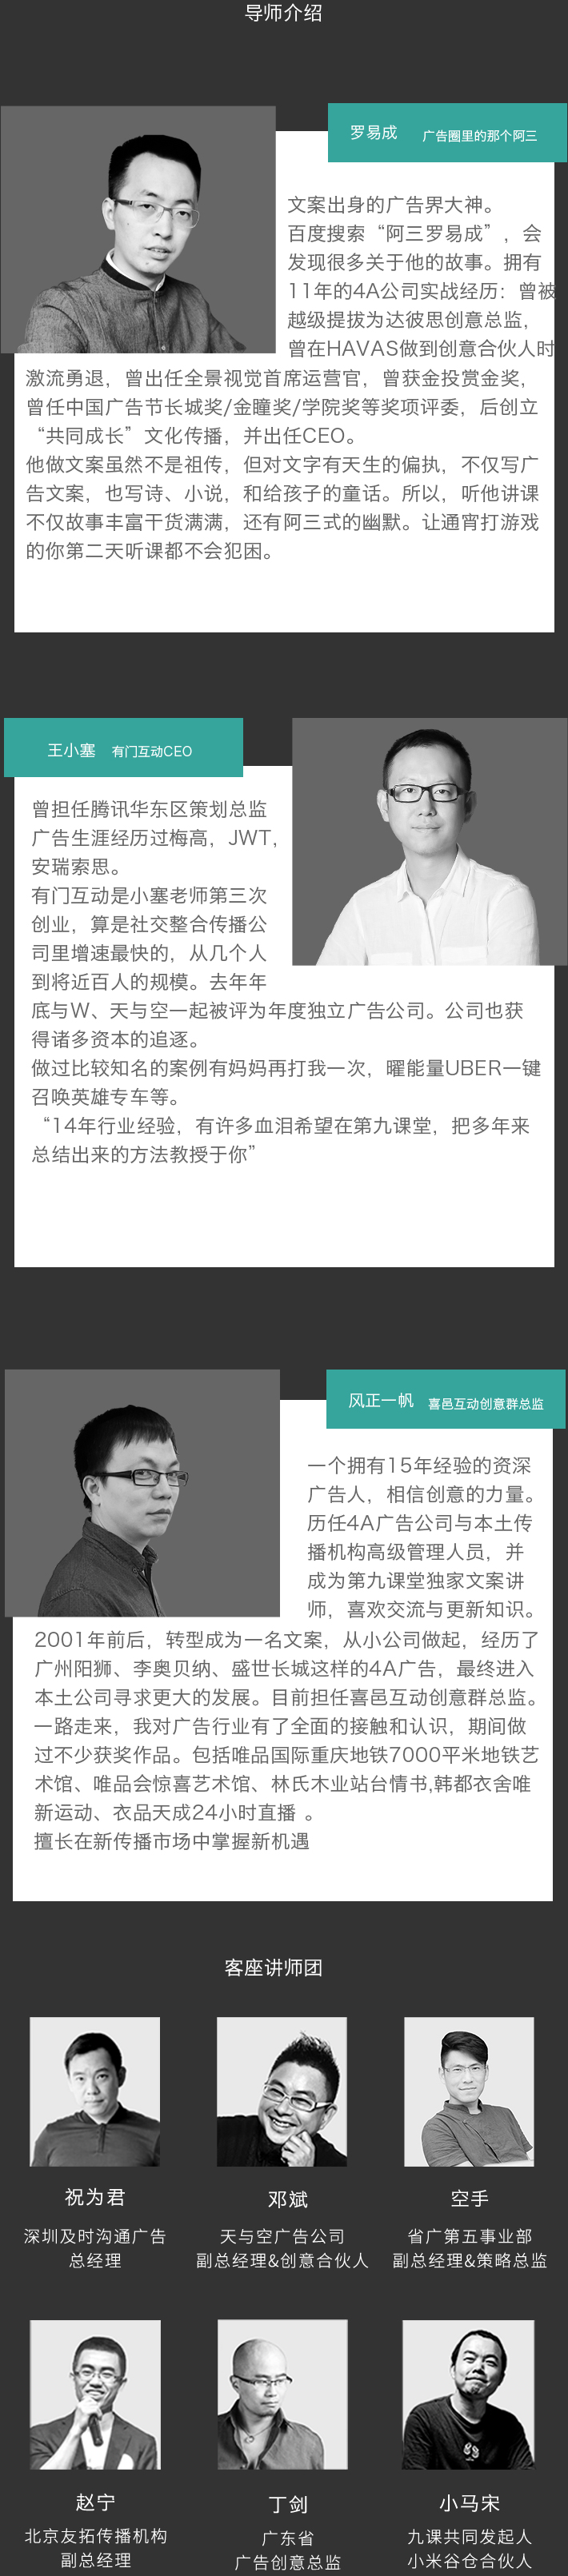 导师介绍
罗易成 广告圈里的那个阿三
文案出身的广告界大神。
百度搜索“阿三罗易成”，会
发现很多关于他的故事。拥有
11年的4A公司实战经历：曾被
越级提拔为达彼思创意总监，
曾在HAVAS做到创意合伙人时
激流勇退，曾出任全景视觉首席运营官，曾获金投赏金奖，
曾任中国广告节长城奖/金瞳奖/学院奖等奖项评委，后创立
“共同成长”文化传播，并出任CEO。
他做文案虽然不是祖传，但对文字有天生的偏执，不仅写广
告文案，也写诗、小说，和给孩子的童话。所以，听他讲课
不仅故事丰富干货满满，还有阿三式的幽默。让通宵打游戏
的你第二天听课都不会犯困。
王小塞 有门互动CEO
曾担任腾讯华东区策划总监
广告生涯经历过梅高，JWT，
安瑞索思。
有门互动是小塞老师第三次
创业，算是社交整合传播公
司里增速最快的，从几个人
到将近百人的规模。去年年
底与W、天与空一起被评为年度独立广告公司。公司也获
得诸多资本的追逐。
做过比较知名的案例有妈妈再打我一次，曜能量UBER一键
召唤英雄专车等。
“14年行业经验，有许多血泪希望在第九课堂，把多年来
总结出来的方法教授于你”
风正一帆 喜邑互动创意群总监
一个拥有15年经验的资深
广告人，相信创意的力量。
历任4A广告公司与本土传
播机构高级管理人员，并
成为第九课堂独家文案讲
师，喜欢交流与更新知识。
2001年前后，转型成为一名文案，从小公司做起，经历了
广州阳狮、李奥贝纳、盛世长城这样的4A广告，最终进入
本土公司寻求更大的发展。目前担任喜邑互动创意群总监。
一路走来，我对广告行业有了全面的接触和认识，期间做
过不少获奖作品。包括唯品国际重庆地铁7000平米地铁艺
术馆、唯品会惊喜艺术馆、林氏木业站台情书,韩都衣舍唯
新运动、衣品天成24小时直播 。
擅长在新传播市场中掌握新机遇
客座讲师团
祝为君
深圳及时沟通广告
总经理
邓斌
天与空广告公司
副总经理&创意合伙人
空手
省广第五事业部
副总经理&策略总监
赵宁
北京友拓传播机构
副总经理
丁剑
广东省
广告创意总监
小马宋
九课共同发起人
小米谷仓合伙人